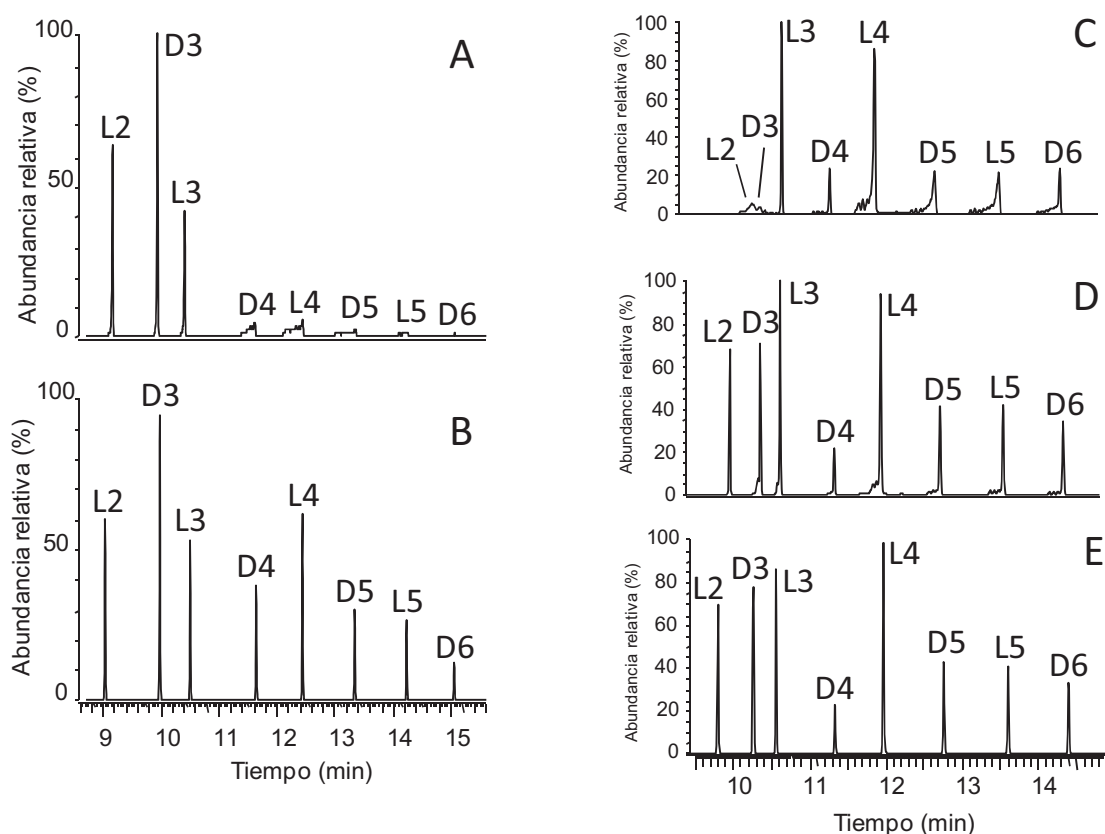 A
Abundancia relativa (%)
100
50
0
L2
D3
L3
D4
L4
D5
L5
D6
B
Abundancia relativa (%)
100
50
0
L2
D3
L3
D4
L4
D5
L5
D6
9 10 11 12 13 14 15
Tiempo (min)
C
Abundancia relativa (%)
100
80
60
40
20
0
L2
D3
L3
D4
L4
D5
L5
D6
D
Abundancia relativa (%)
100
80
60
40
20
0
L2
D3
L3
D4
L4
D5
L5
D6
E
Abundancia relativa (%)
100
80
60
40
20
0
L2
D3
L3
D4
L4
D5
L5
D6
10 11 12 13 14
Tiempo (min)